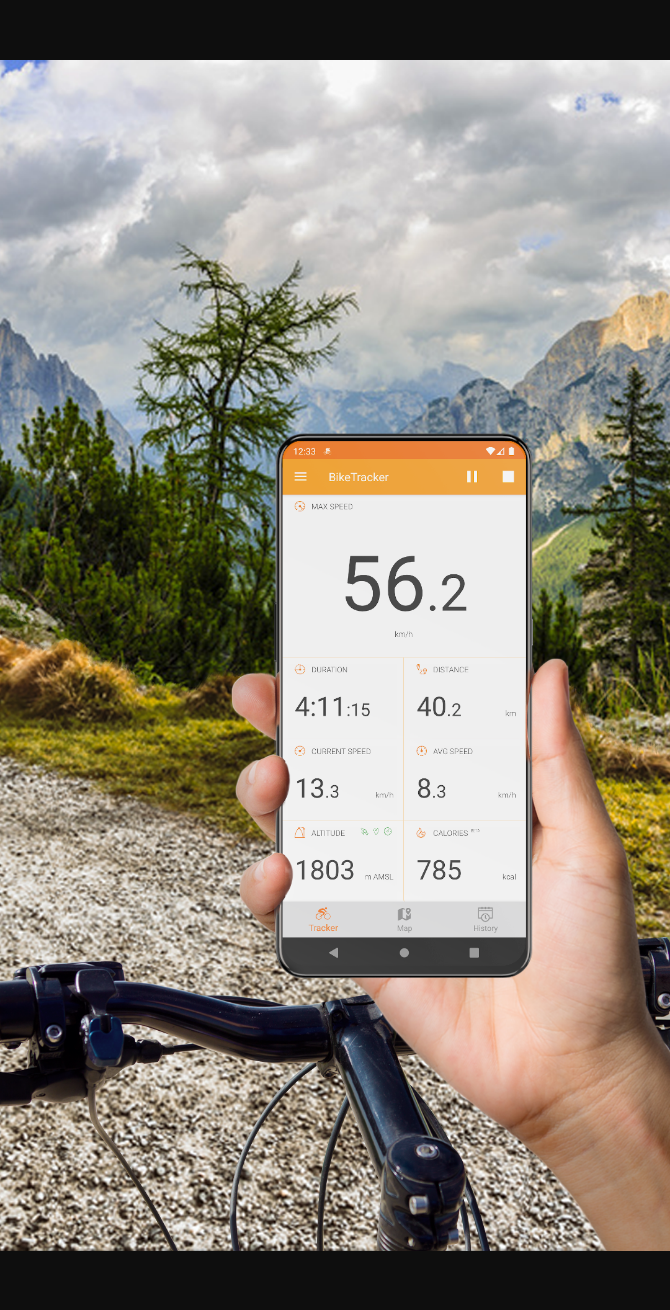 12:33
BikeTracker
MAX SPEED
56.2
km/h
DURATION
DISTANCE
4:11:15
40.2 km
CURRENT SPEED
AVG SPEED
13.3 km/h
8.3 km/h
ALTITUDE
CALORIES
1803 m AMSL
785 kcal
Tracker
Map
History